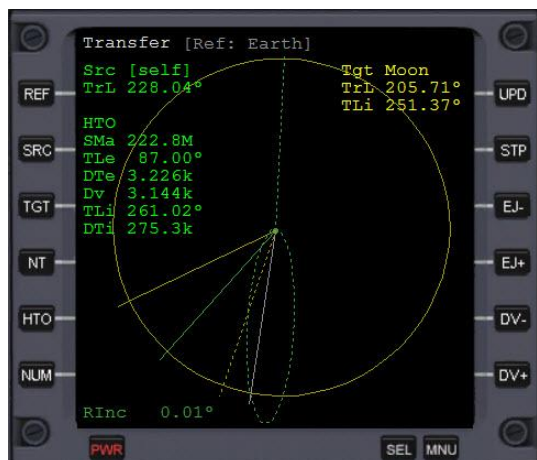 Transfer [Ref: Earth]
Src [self]
TrL 228.04°
Tgt Moon
TrL 205.71°
TLi 251.37°
HTO
SMa 222.8M
TLe 87.00°
DTe 3.226k
Dv 3.144k
TLi 261.02°
DTi 275.3k
RInc 0.01°
REF
SRC
TGT
NT
HTO
NUM
UPD
STP
EJ-
EJ+
DV-
DV+
PWR
SEL
MNU